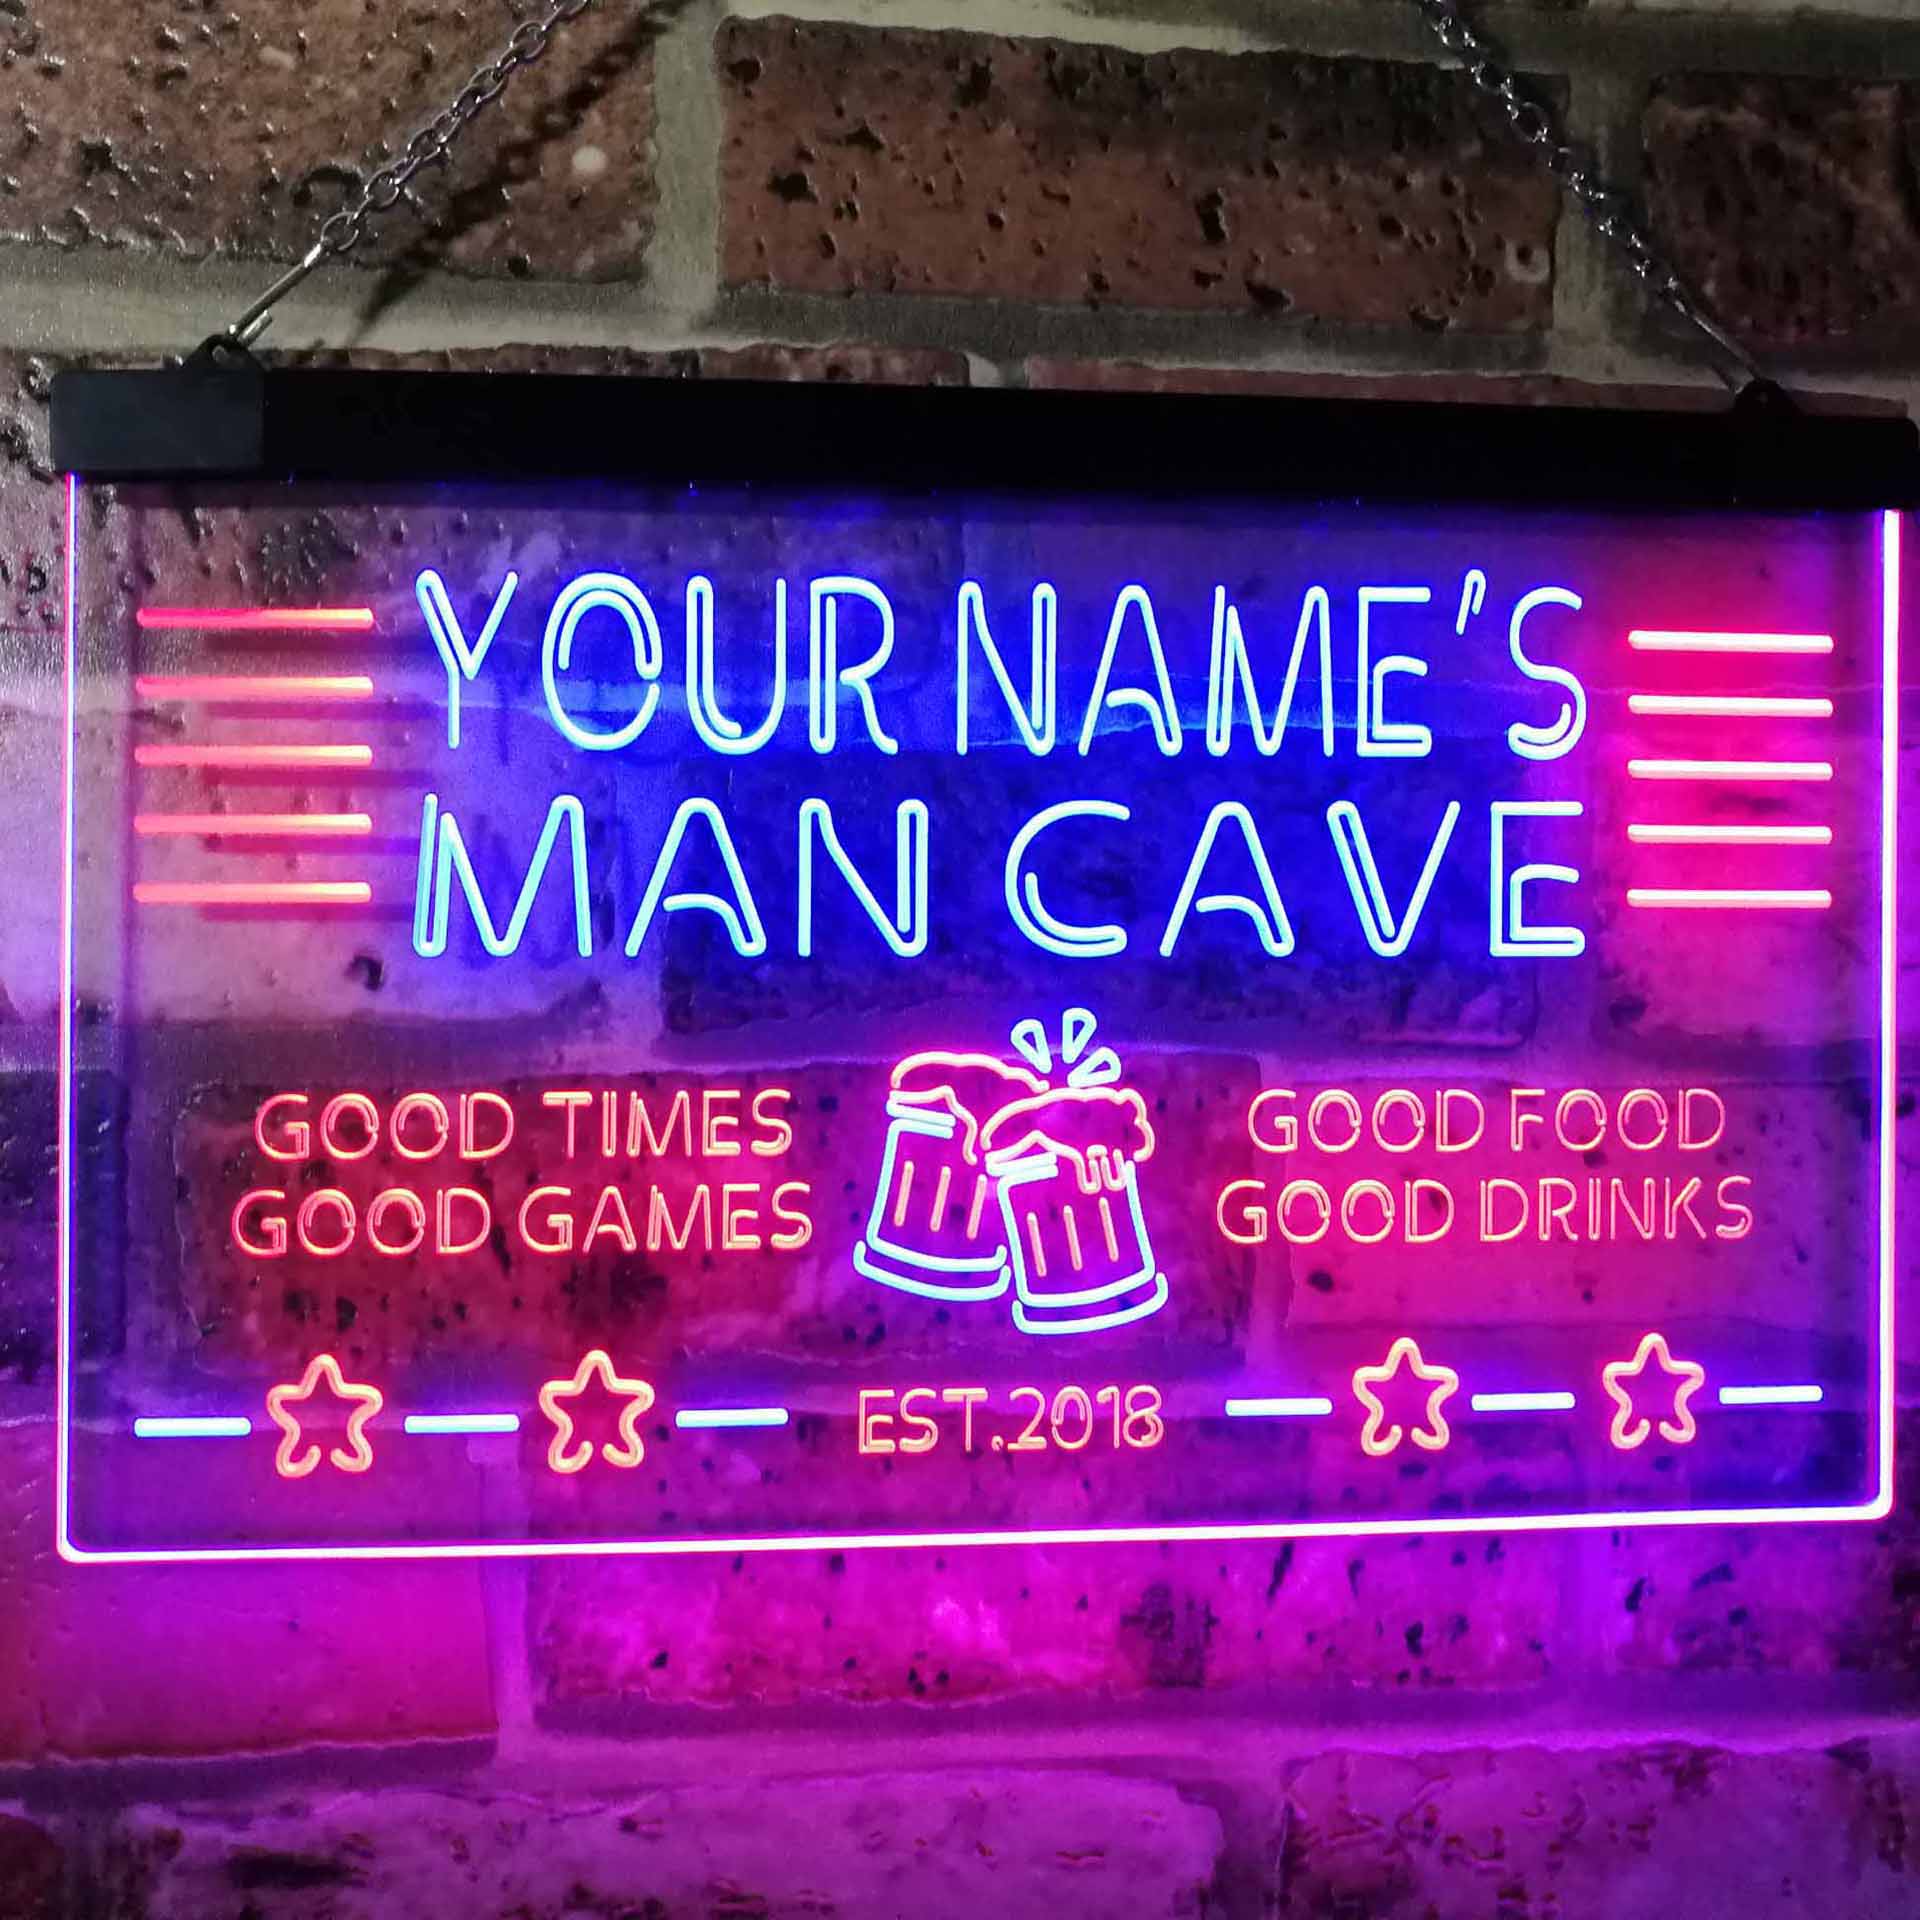 YOUR NAME'S
MAN CAVE
GOOD TIMES
GOOD GAMES
GOOD FOOD
GOOD DRINKS
EST.2018